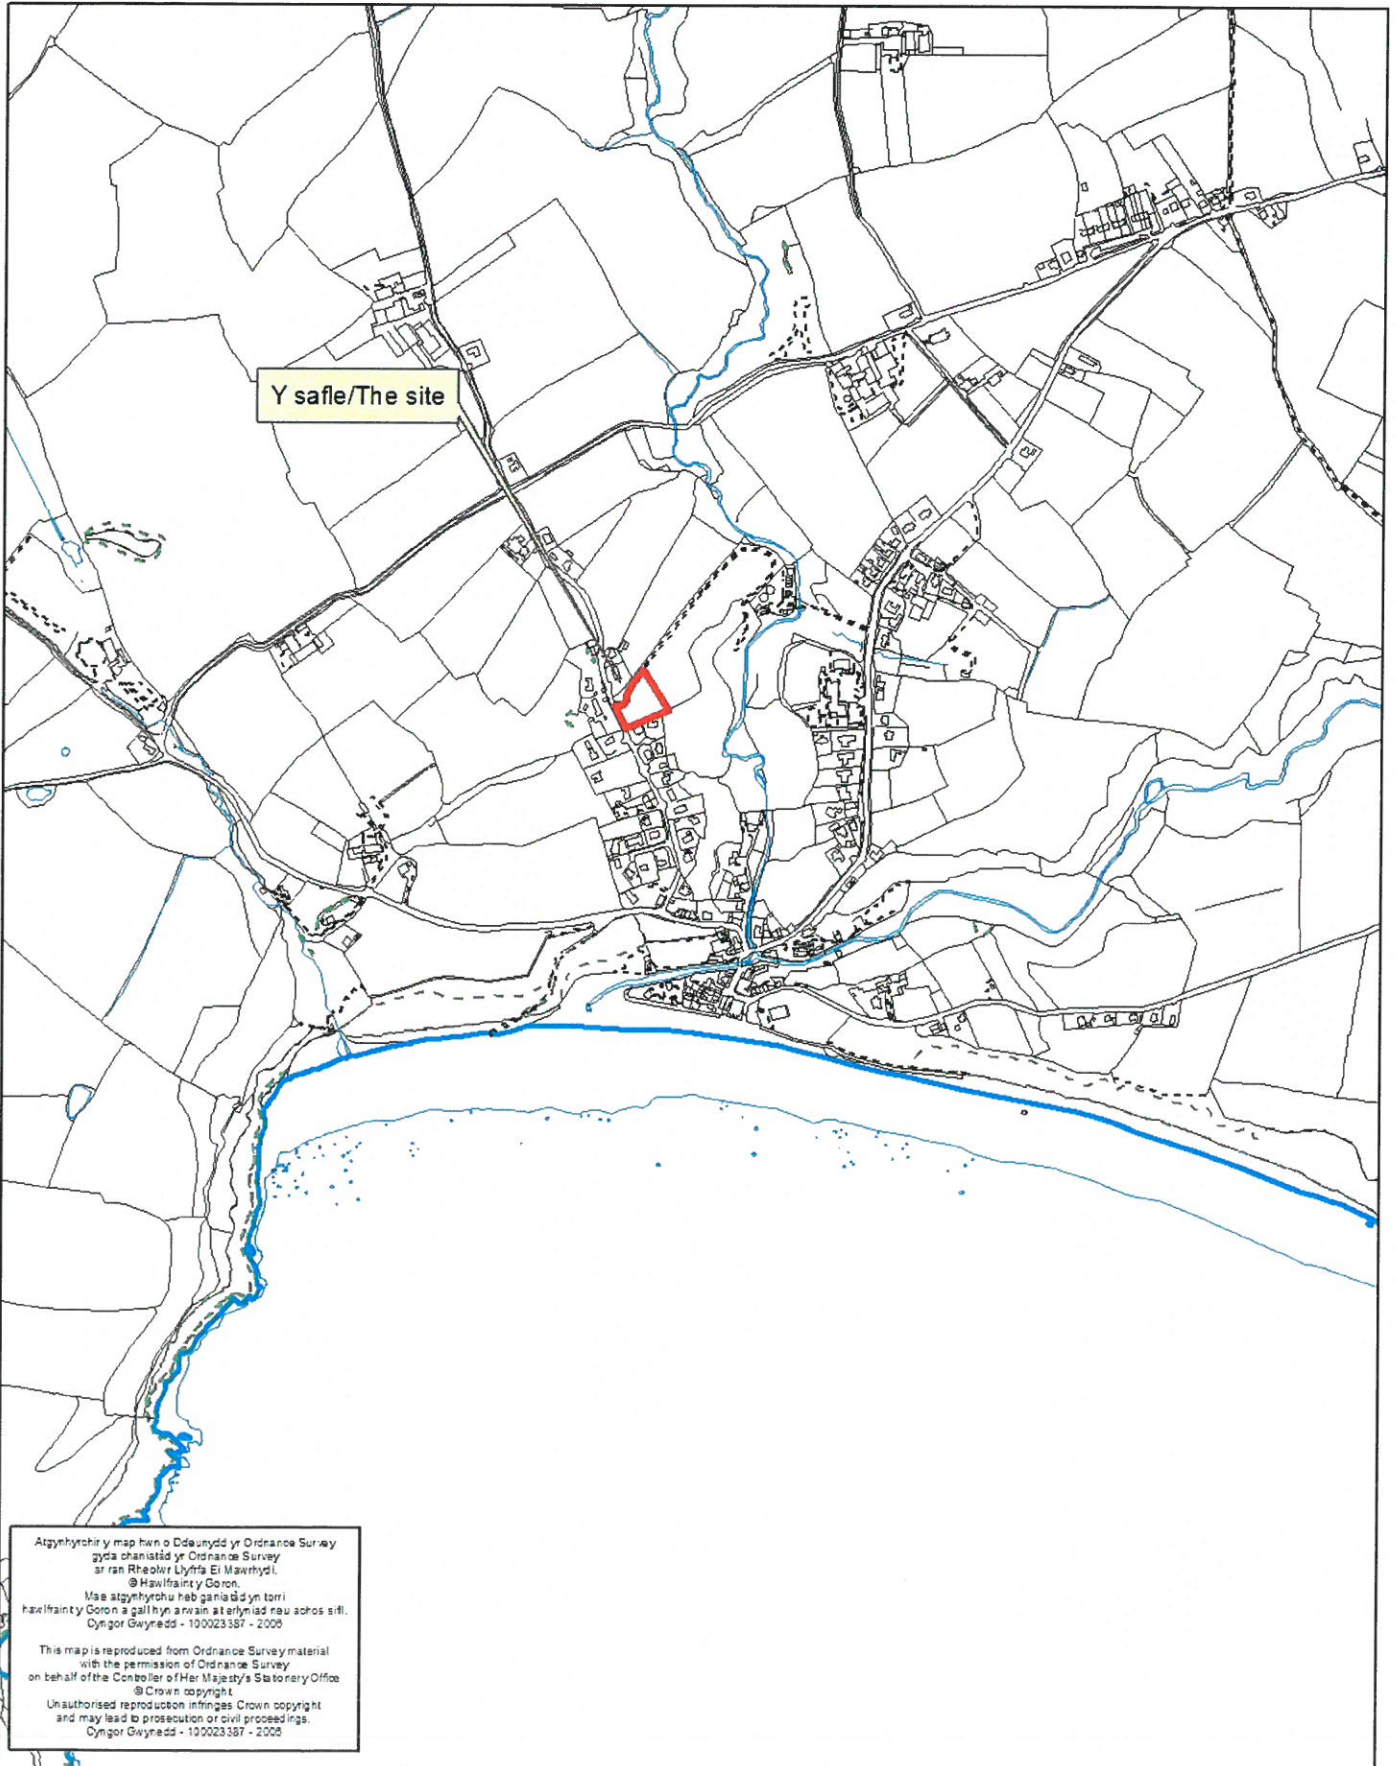 Y safle/The site
Atgynhyrchir y map hwn o Ddeunydd yr Ordnance Survey
gyda chaniatâd yr Ordnance Survey
ar ran Rheolwr Llyfrfa Ei Mawrhydi.
© Hawlfraint y Goron.
Mae atgynhyrchu heb ganiatâd yn torri
hawlfraint y Goron a gall hyn arwain at erlyniad neu achos sifil.
Cyngor Gwynedd - 100023387 - 2006
This map is reproduced from Ordnance Survey material
with the permission of Ordnance Survey
on behalf of the Controller of Her Majesty's Stationery Office
© Crown copyright
Unauthorised reproduction infringes Crown copyright
and may lead to prosecution or civil proceedings.
Cyngor Gwynedd - 100023387 - 2006